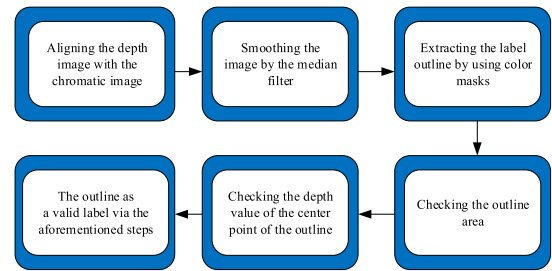 Aligning the depth
image with the
chromatic image
Smoothing the
image by the median
filter
Extracting the label
outline by using color
masks
Checking the outline
area
Checking the depth
value of the center
point of the outline
The outline as
a valid label via the
aforementioned steps